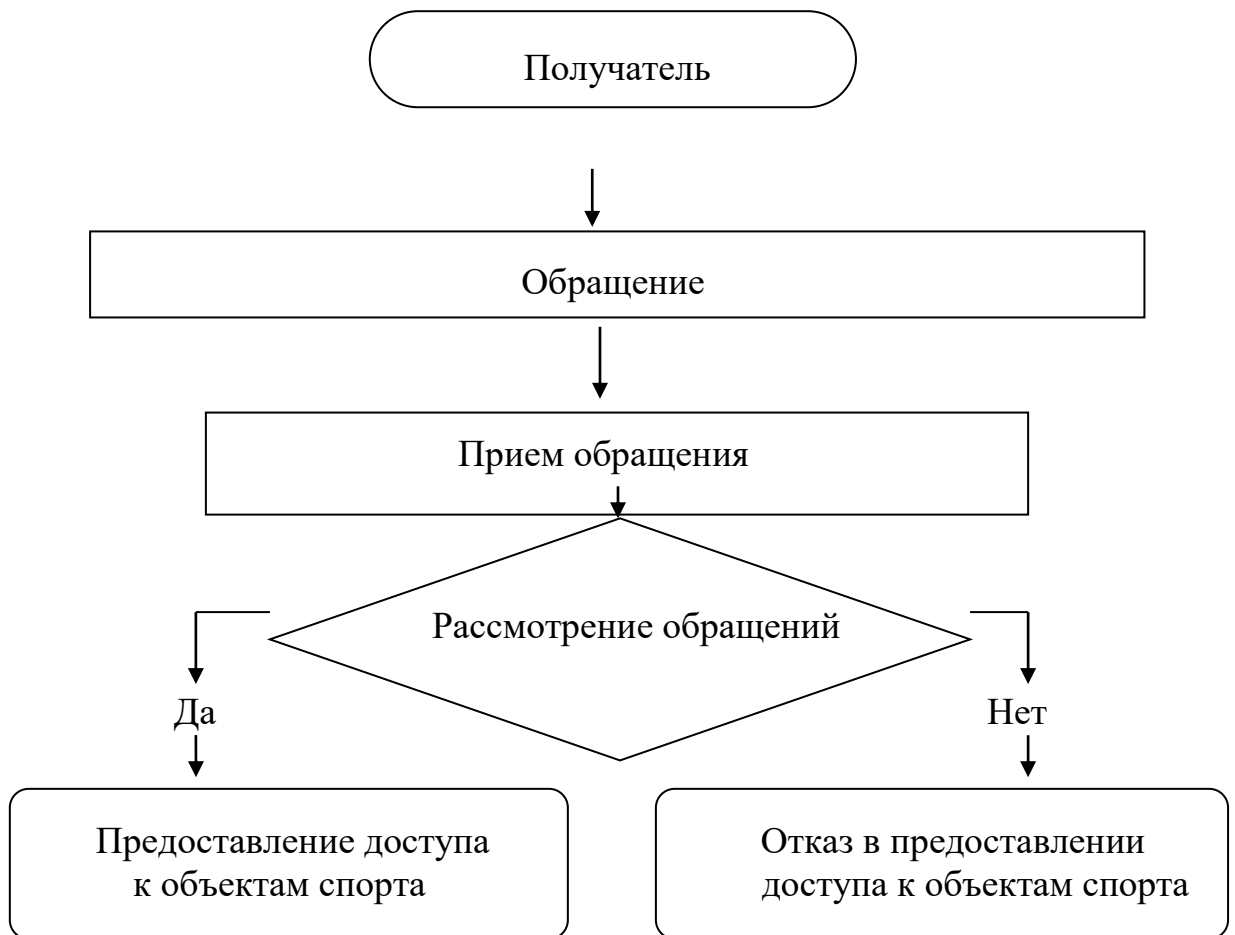 Получатель
Обращение
Прием обращения
Рассмотрение обращений
Да
Нет
Предоставление доступа
к объектам спорта
Отказ в предоставлении
доступа к объектам спорта